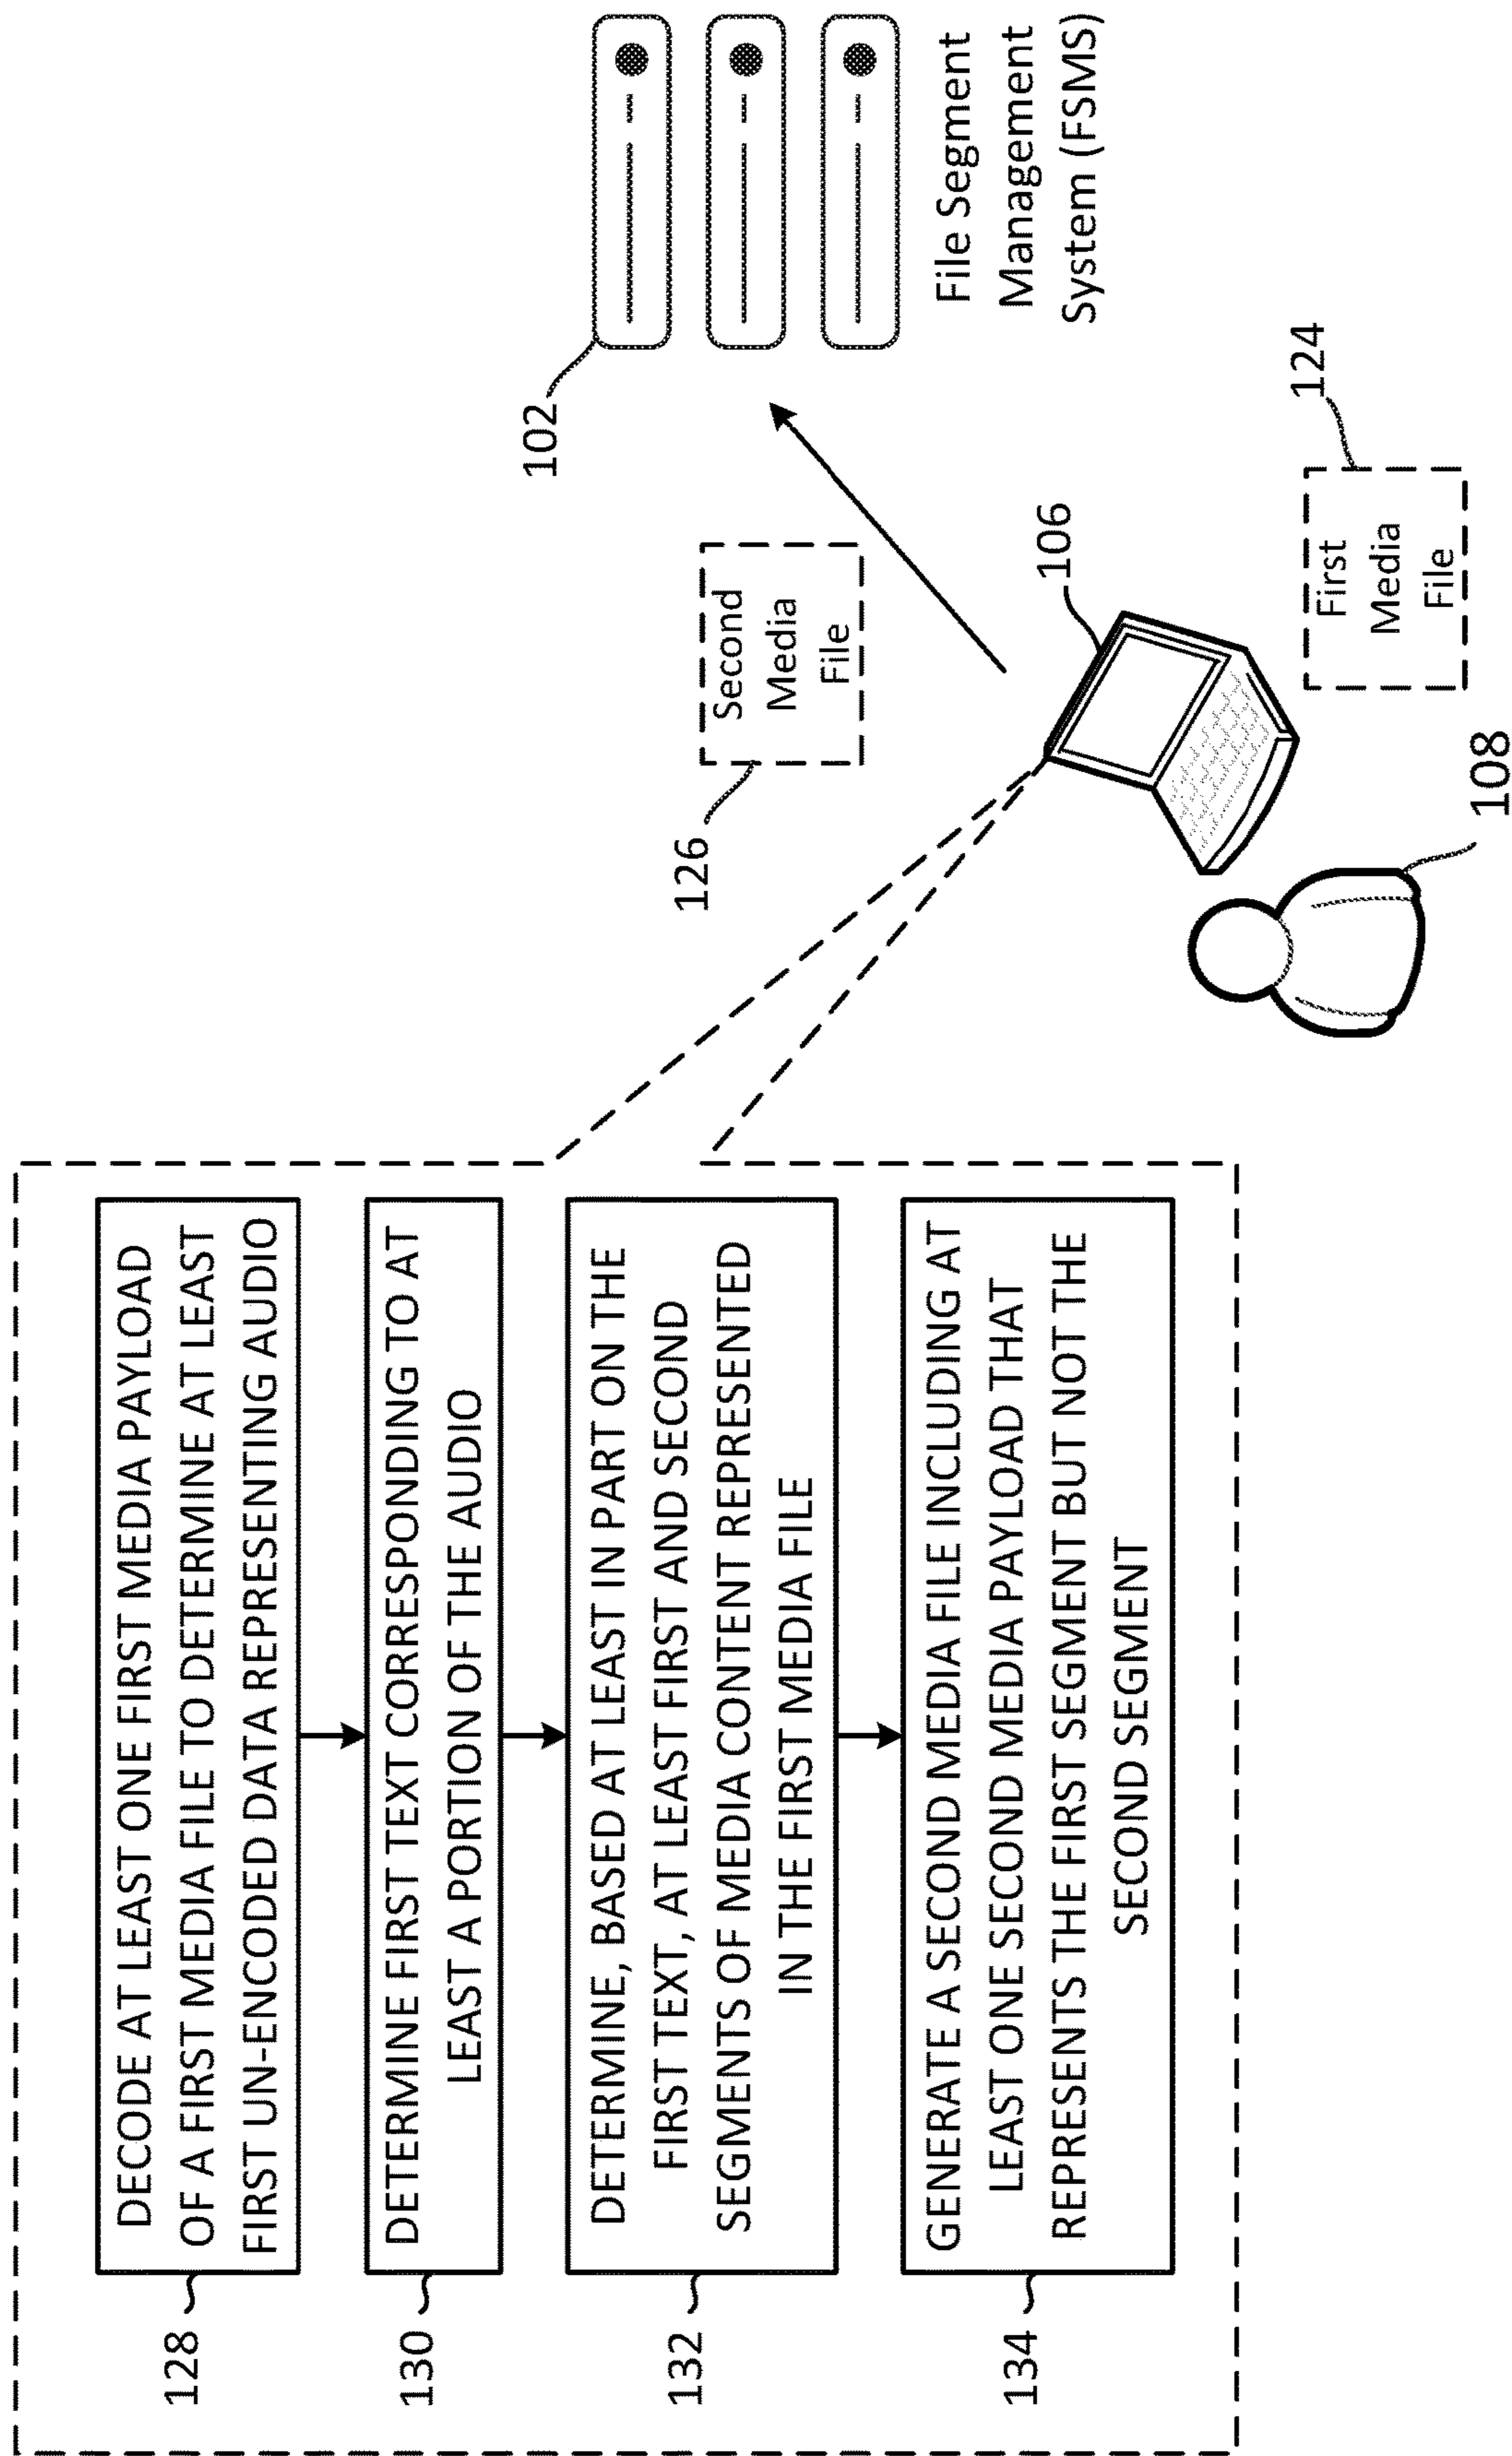 128
DECODE AT LEAST ONE FIRST MEDIA PAYLOAD
OF A FIRST MEDIA FILE TO DETERMINE AT LEAST
FIRST UN-ENCODED DATA REPRESENTING AUDIO
130
DETERMINE FIRST TEXT CORRESPONDING TO AT
LEAST A PORTION OF THE AUDIO
132
DETERMINE, BASED AT LEAST IN PART ON THE
FIRST TEXT, AT LEAST FIRST AND SECOND
SEGMENTS OF MEDIA CONTENT REPRESENTED
IN THE FIRST MEDIA FILE
134
GENERATE A SECOND MEDIA FILE INCLUDING AT
LEAST ONE SECOND MEDIA PAYLOAD THAT
REPRESENTS THE FIRST SEGMENT BUT NOT THE
SECOND SEGMENT
102
File Segment
Management
System (FSMS)
126
Second
Media
File
106
124
First
Media
File
108